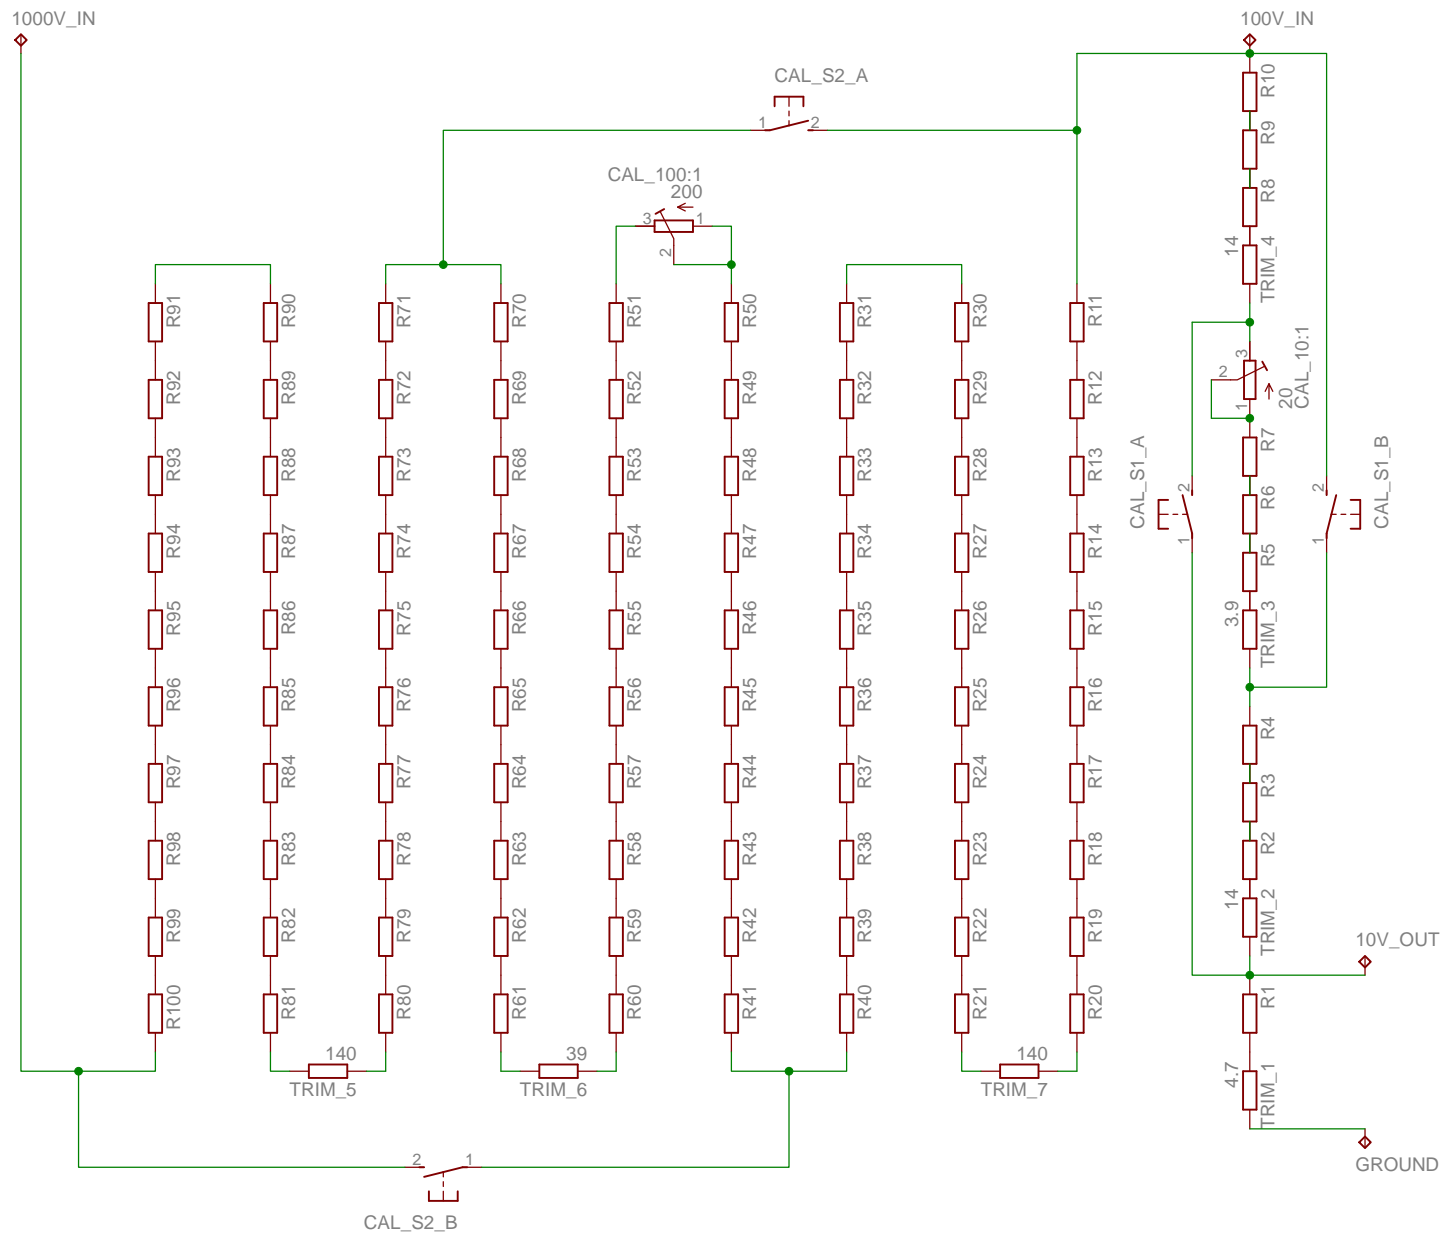 1000V_IN
100V_IN
CAL_S2_A
1 2
CAL_100:1
200
3 1
2
R10
R9
R8
14
TRIM_4
3
2
1
20
CAL_10:1
R7
R6
R5
3.9
TRIM_3
CAL_S1_A
2
1
CAL_S1_B
2
1
R4
R3
R2
14
TRIM_2
10V_OUT
R1
4.7
TRIM_1
GROUND
R91 R90 R71 R70 R51 R50 R31 R30 R11
R92 R89 R72 R69 R52 R49 R32 R29 R12
R93 R88 R73 R68 R53 R48 R33 R28 R13
R94 R87 R74 R67 R54 R47 R34 R27 R14
R95 R86 R75 R66 R55 R46 R35 R26 R15
R96 R85 R76 R65 R56 R45 R36 R25 R16
R97 R84 R77 R64 R57 R44 R37 R24 R17
R98 R83 R78 R63 R58 R43 R38 R23 R18
R99 R82 R79 R62 R59 R42 R39 R22 R19
R100 R81 R80 R61 R60 R41 R40 R21 R20
140
TRIM_5
39
TRIM_6
140
TRIM_7
2 1
CAL_S2_B